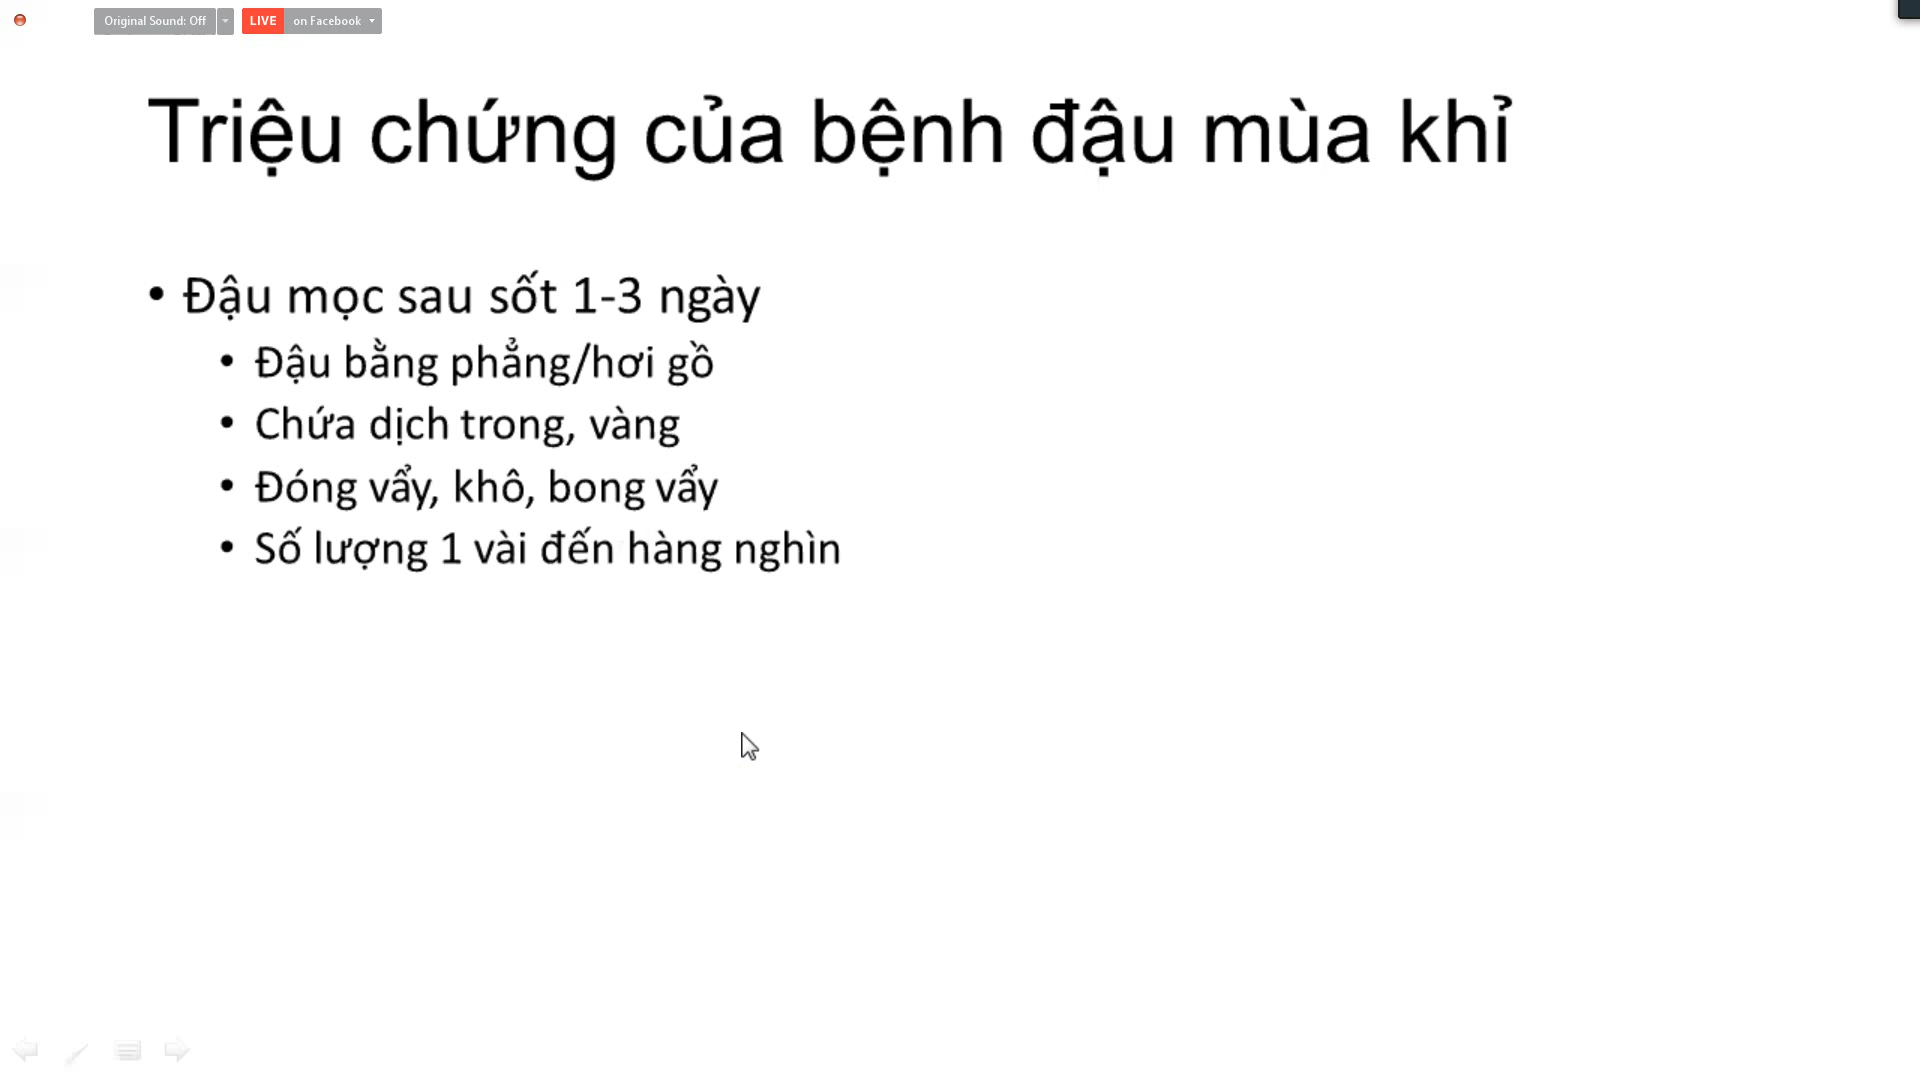 Original Sound: Off LIVE on Facebook
Triệu chứng của bệnh đậu mùa khỉ
• Đậu mọc sau sốt 1-3 ngày
• Đậu bằng phẳng/hơi gồ
• Chứa dịch trong, vàng
• Đóng vẩy, khô, bong vẩy
• Số lượng 1 vài đến hàng nghìn